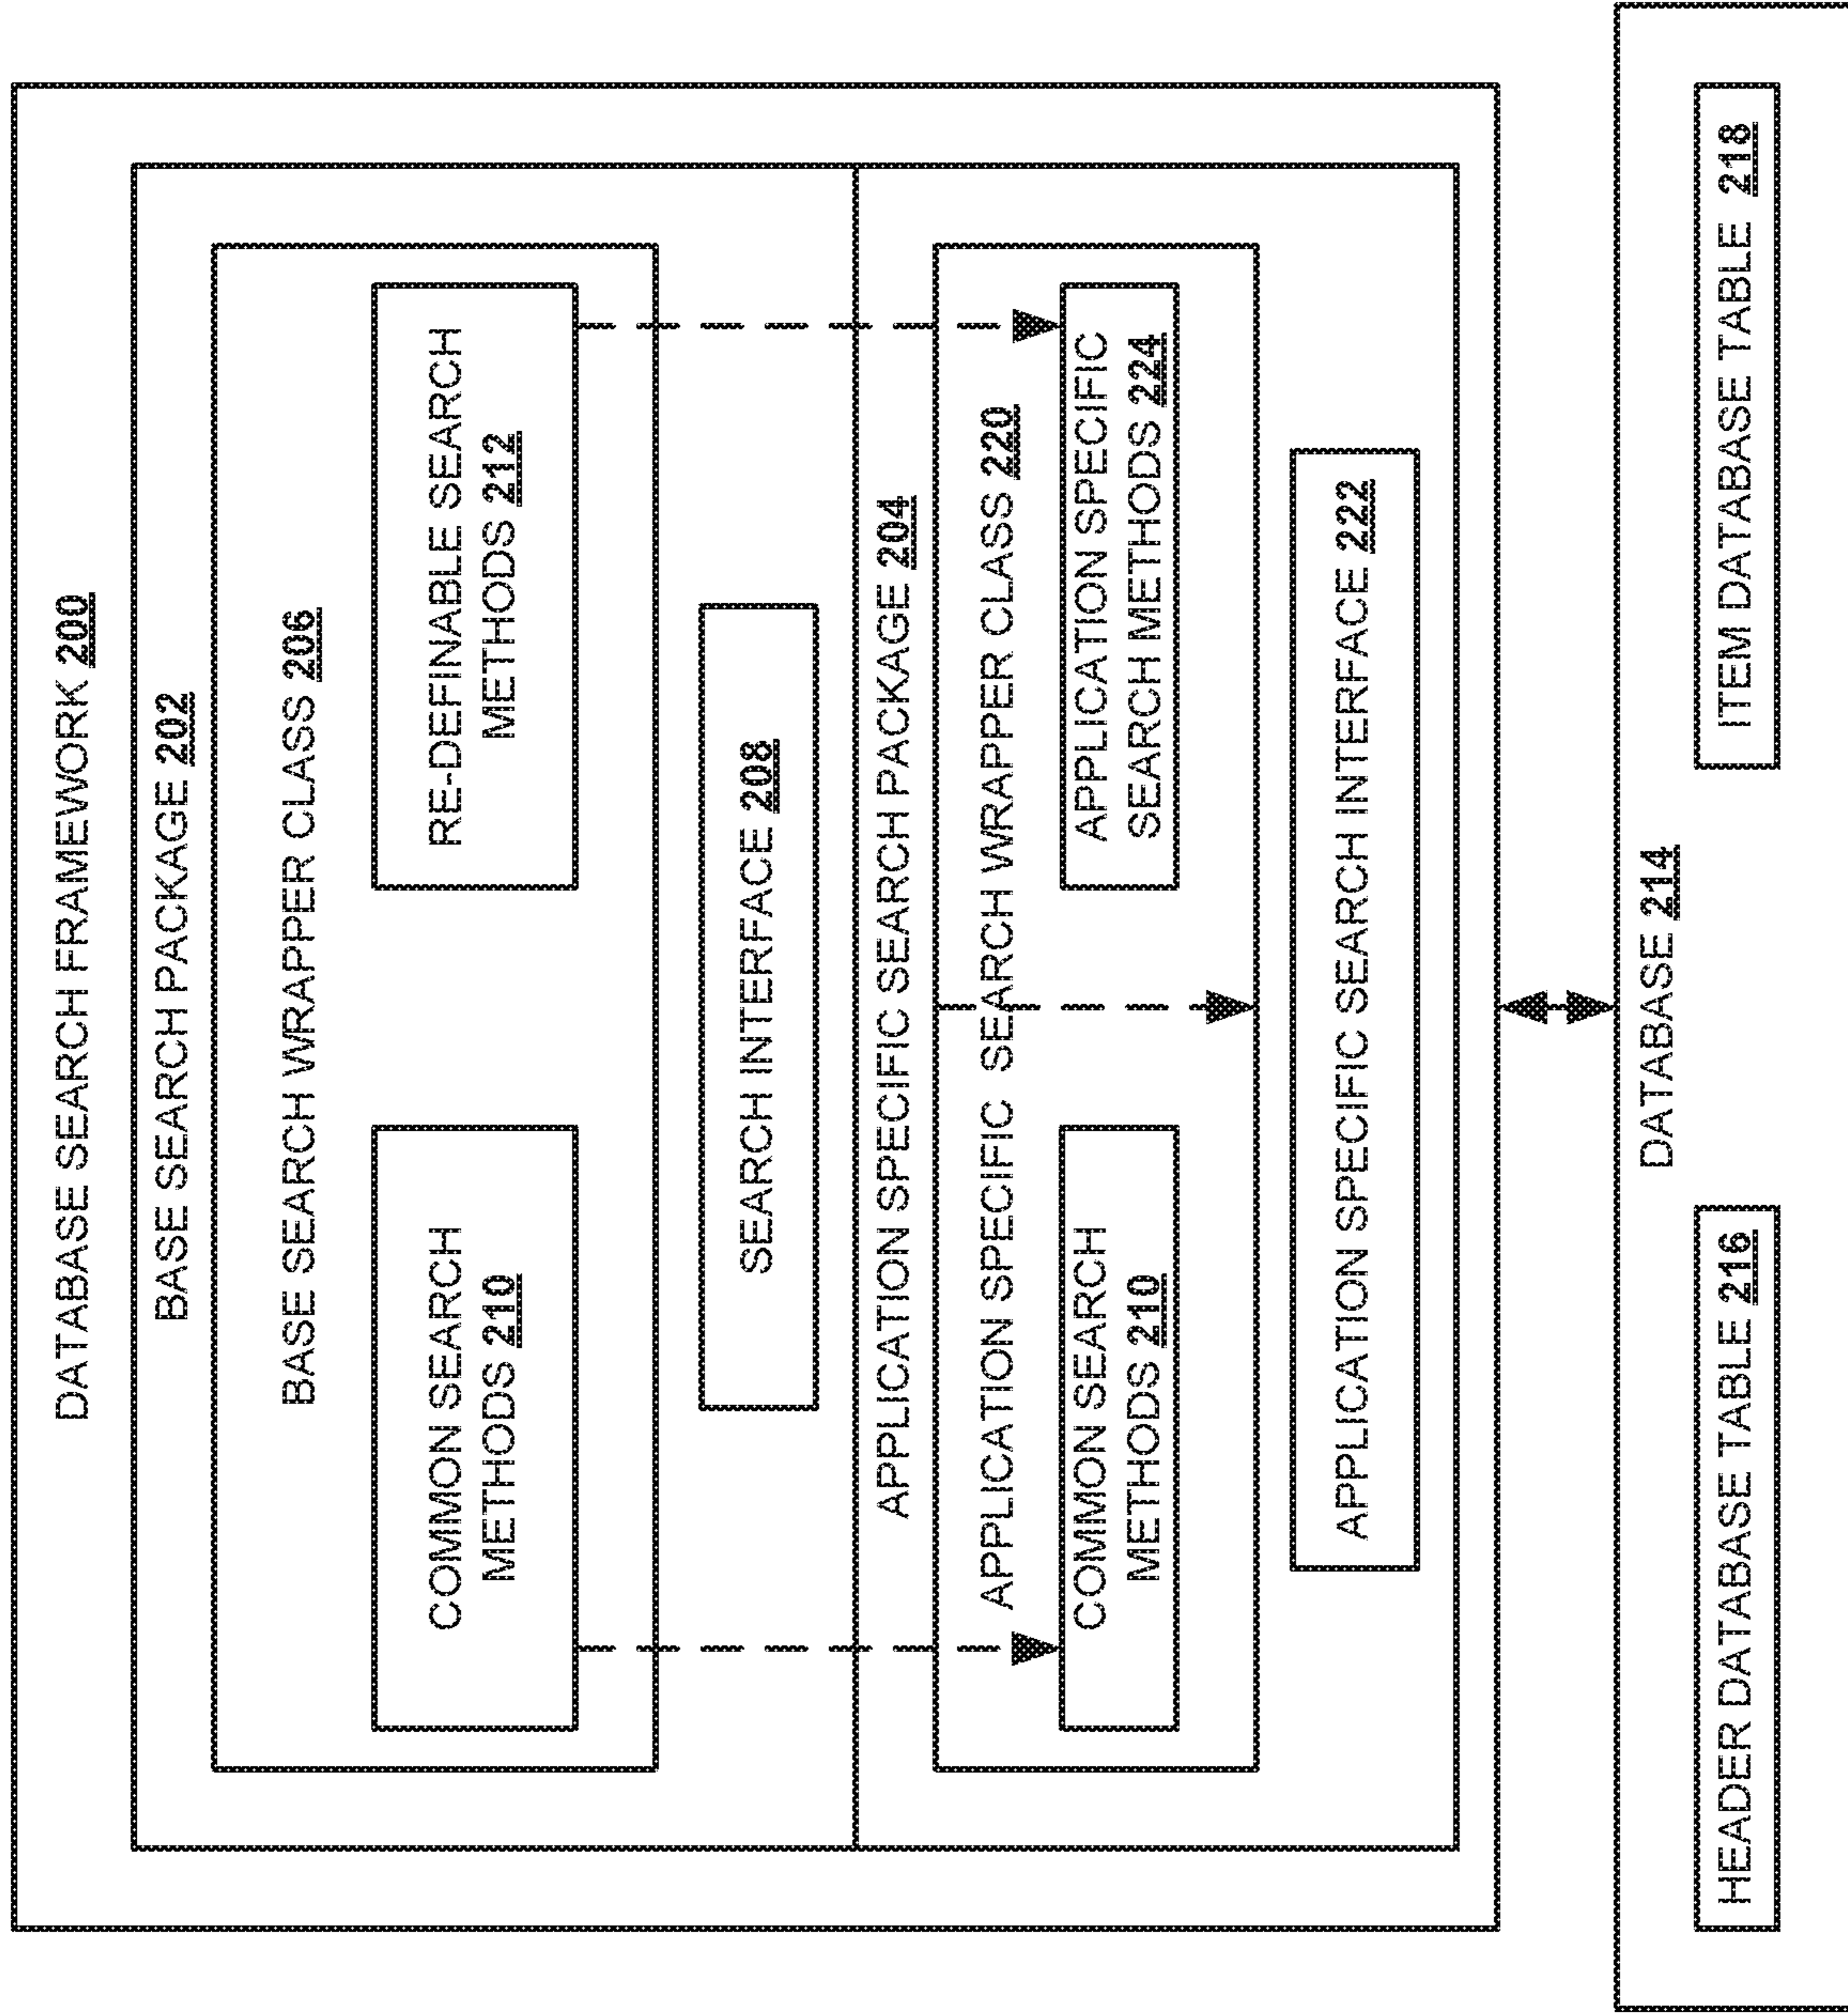 DATABASE SEARCH FRAMEWORK 200
BASE SEARCH PACKAGE 202
BASE SEARCH WRAPPER CLASS 206
COMMON SEARCH
METHODS 210
RE-DEFINABLE SEARCH
METHODS 212
SEARCH INTERFACE 208
APPLICATION SPECIFIC SEARCH PACKAGE 204
APPLICATION SPECIFIC SEARCH WRAPPER CLASS 220
COMMON SEARCH
METHODS 210
APPLICATION SPECIFIC
SEARCH METHODS 224
APPLICATION SPECIFIC SEARCH INTERFACE 222
DATABASE 214
HEADER DATABASE TABLE 216
ITEM DATABASE TABLE 218